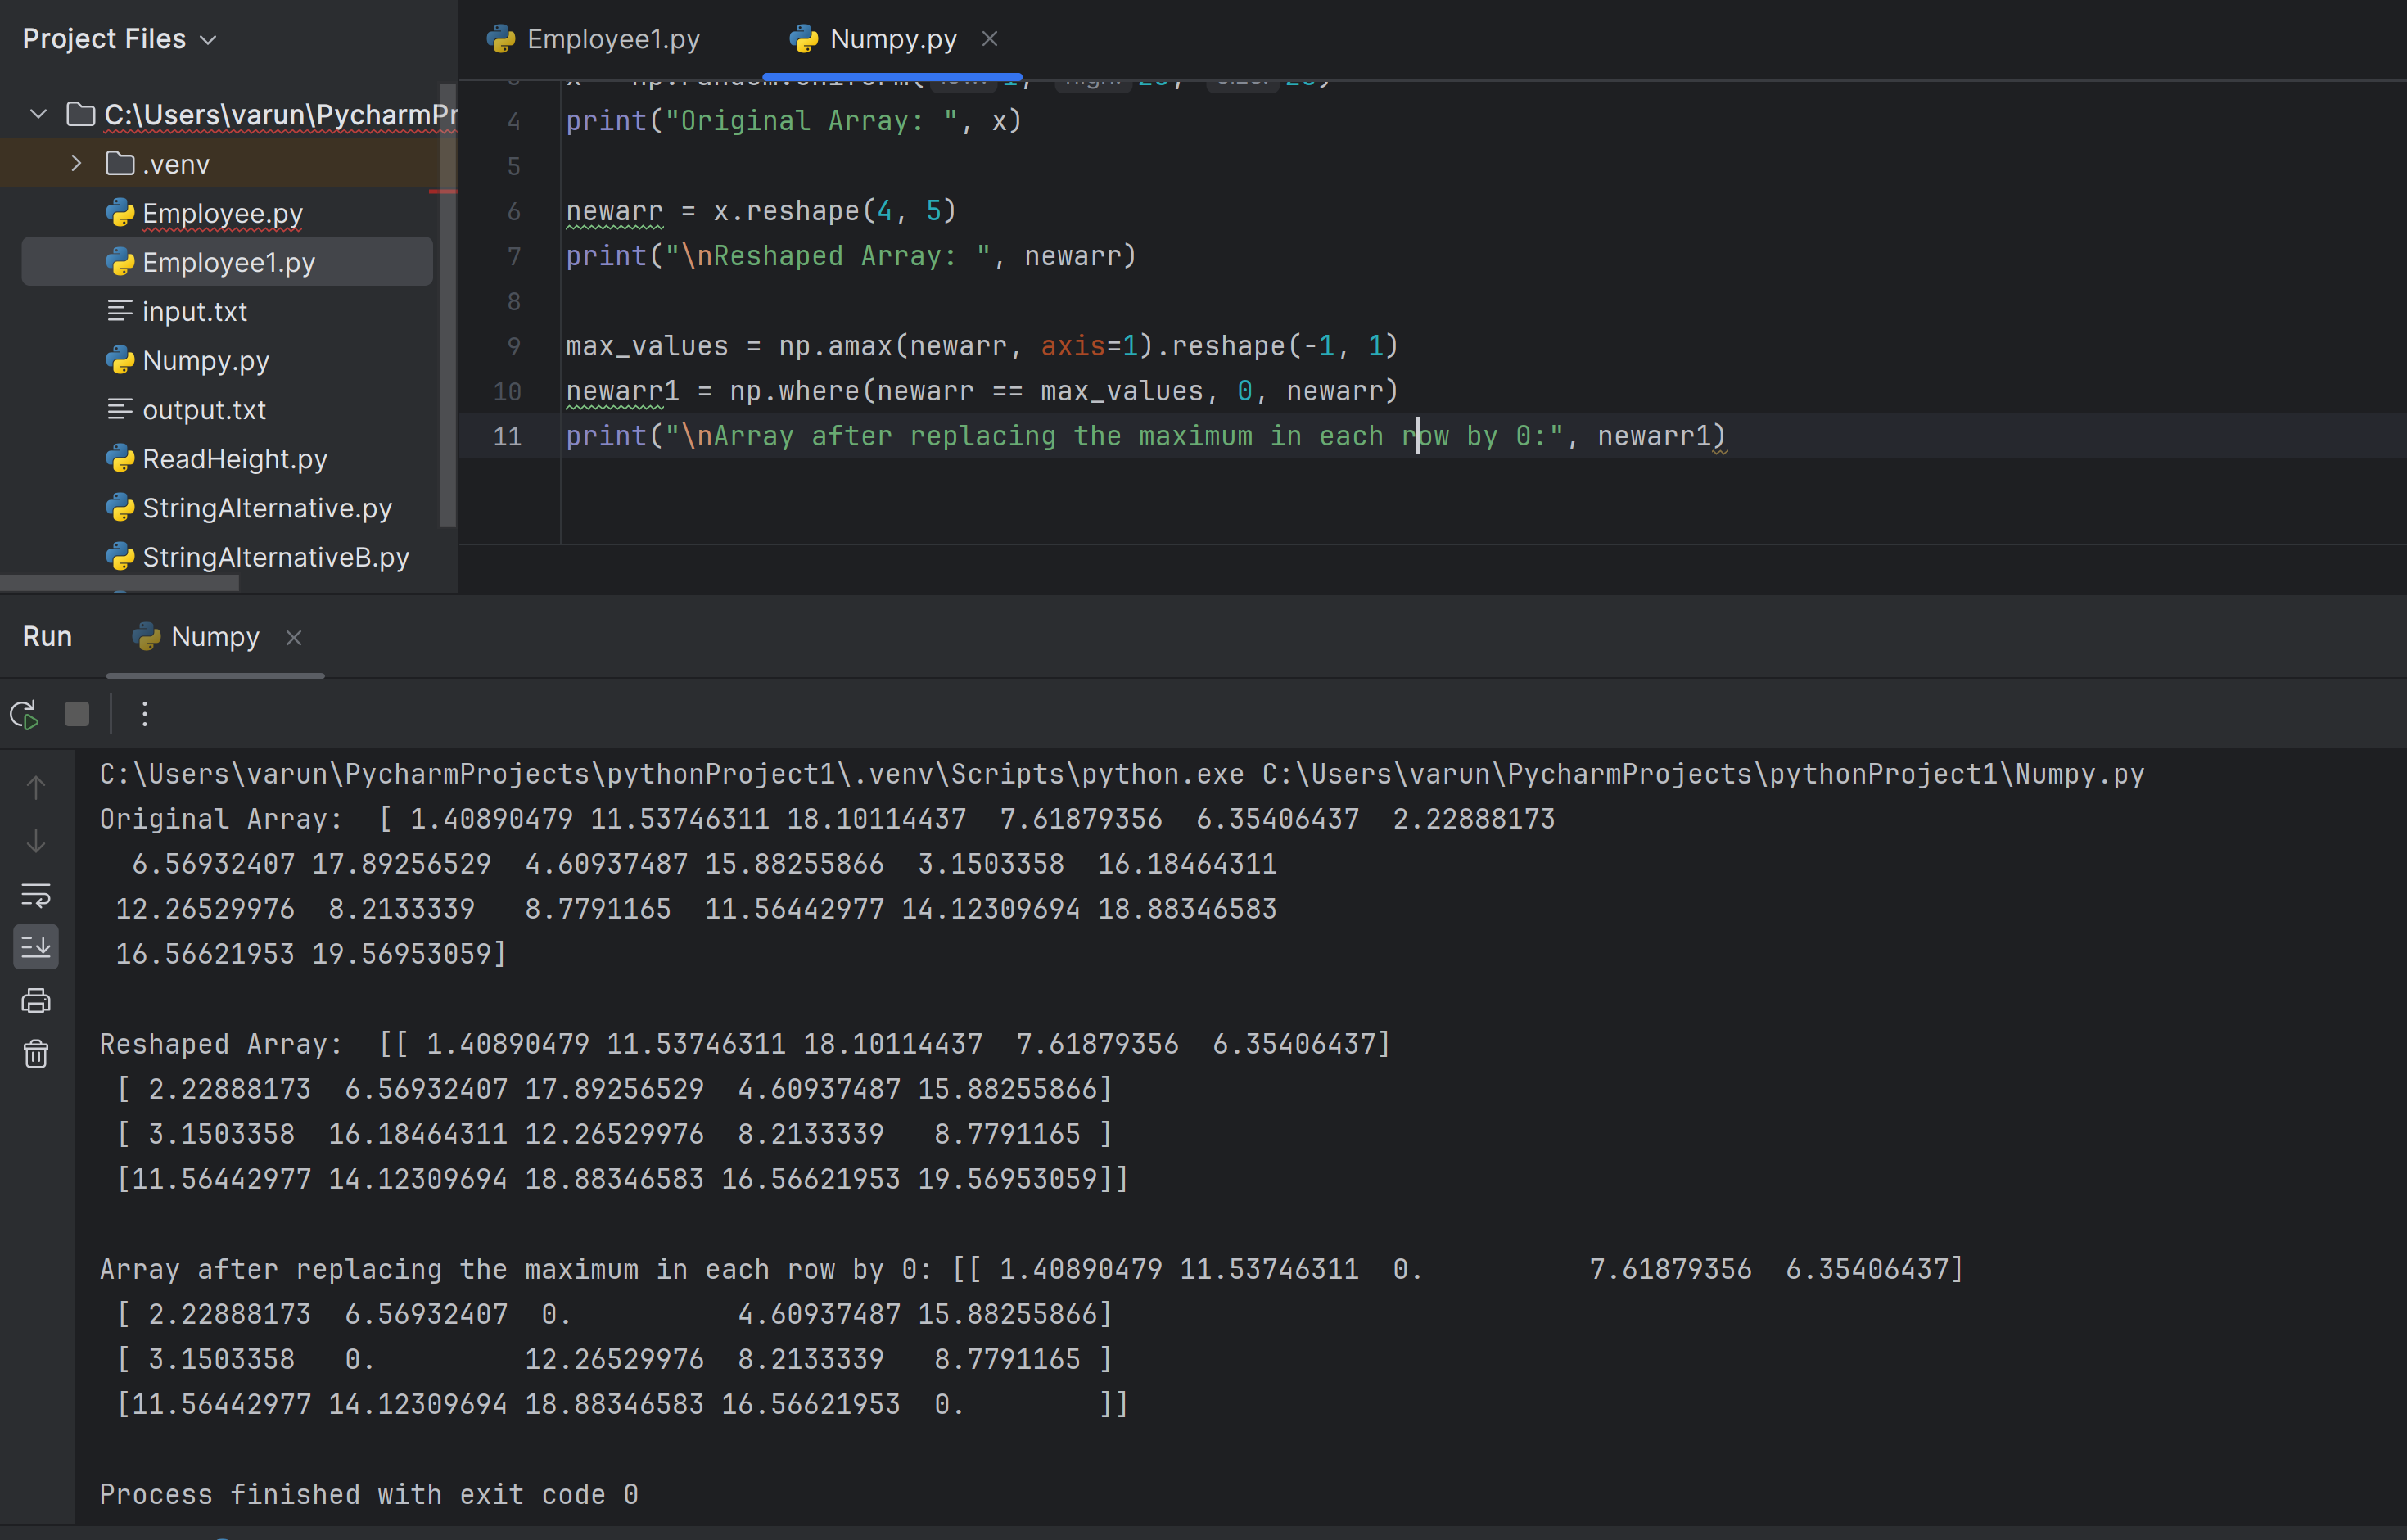 Project Files
Employee1.py
Numpy.py
C:\Users\varun\PycharmPr
.venv
Employee.py
Employee1.py
input.txt
Numpy.py
output.txt
ReadHeight.py
StringAlternative.py
StringAlternativeB.py
4 print("Original Array: ", x)
5
6 newarr = x.reshape(4, 5)
7 print("\nReshaped Array: ", newarr)
8
9 max_values = np.amax(newarr, axis=1).reshape(-1, 1)
10 newarr1 = np.where(newarr == max_values, 0, newarr)
11 print("\nArray after replacing the maximum in each row by 0:", newarr1)
Run
Numpy
C:\Users\varun\PycharmProjects\pythonProject1\.venv\Scripts\python.exe C:\Users\varun\PycharmProjects\pythonProject1\Numpy.py
Original Array:  [ 1.40890479 11.53746311 18.10114437  7.61879356  6.35406437  2.22888173
  6.56932407 17.89256529  4.60937487 15.88255866  3.1503358  16.18464311
 12.26529976  8.2133339   8.7791165  11.56442977 14.12309694 18.88346583
 16.56621953 19.56953059]
Reshaped Array:  [[ 1.40890479 11.53746311 18.10114437  7.61879356  6.35406437]
 [ 2.22888173  6.56932407 17.89256529  4.60937487 15.88255866]
 [ 3.1503358  16.18464311 12.26529976  8.2133339   8.7791165 ]
 [11.56442977 14.12309694 18.88346583 16.56621953 19.56953059]]
Array after replacing the maximum in each row by 0: [[ 1.40890479 11.53746311  0.          7.61879356  6.35406437]
 [ 2.22888173  6.56932407  0.          4.60937487 15.88255866]
 [ 3.1503358   0.         12.26529976  8.2133339   8.7791165 ]
 [11.56442977 14.12309694 18.88346583 16.56621953  0.        ]]
Process finished with exit code 0